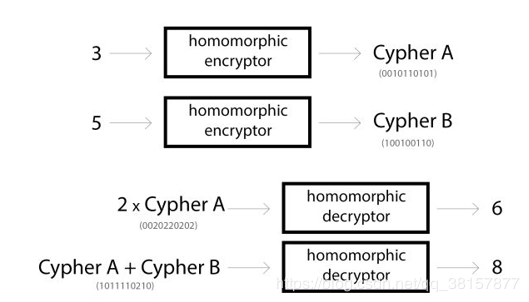 3 homomorphic encryptor Cypher A
(0010110101)
5 homomorphic encryptor Cypher B
(100100110)
2 x Cypher A homomorphic decryptor 6
(0020220202)
Cypher A + Cypher B homomorphic decryptor 8
(1011110210)